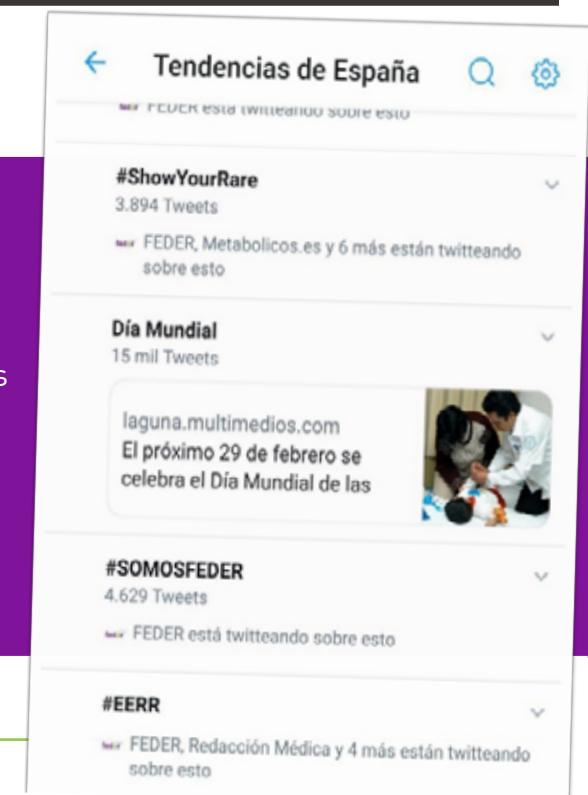 Tendencias de España
FEDER está twitteando sobre esto
#ShowYourRare
3.894 Tweets
FEDER, Metabolicos.es y 6 más están twitteando
sobre esto
Día Mundial
15 mil Tweets
laguna.multimedios.com
El próximo 29 de febrero se
celebra el Día Mundial de las
#SOMOSFEDER
4.629 Tweets
FEDER está twitteando sobre esto
#EERR
FEDER, Redacción Médica y 4 más están twitteando
sobre esto